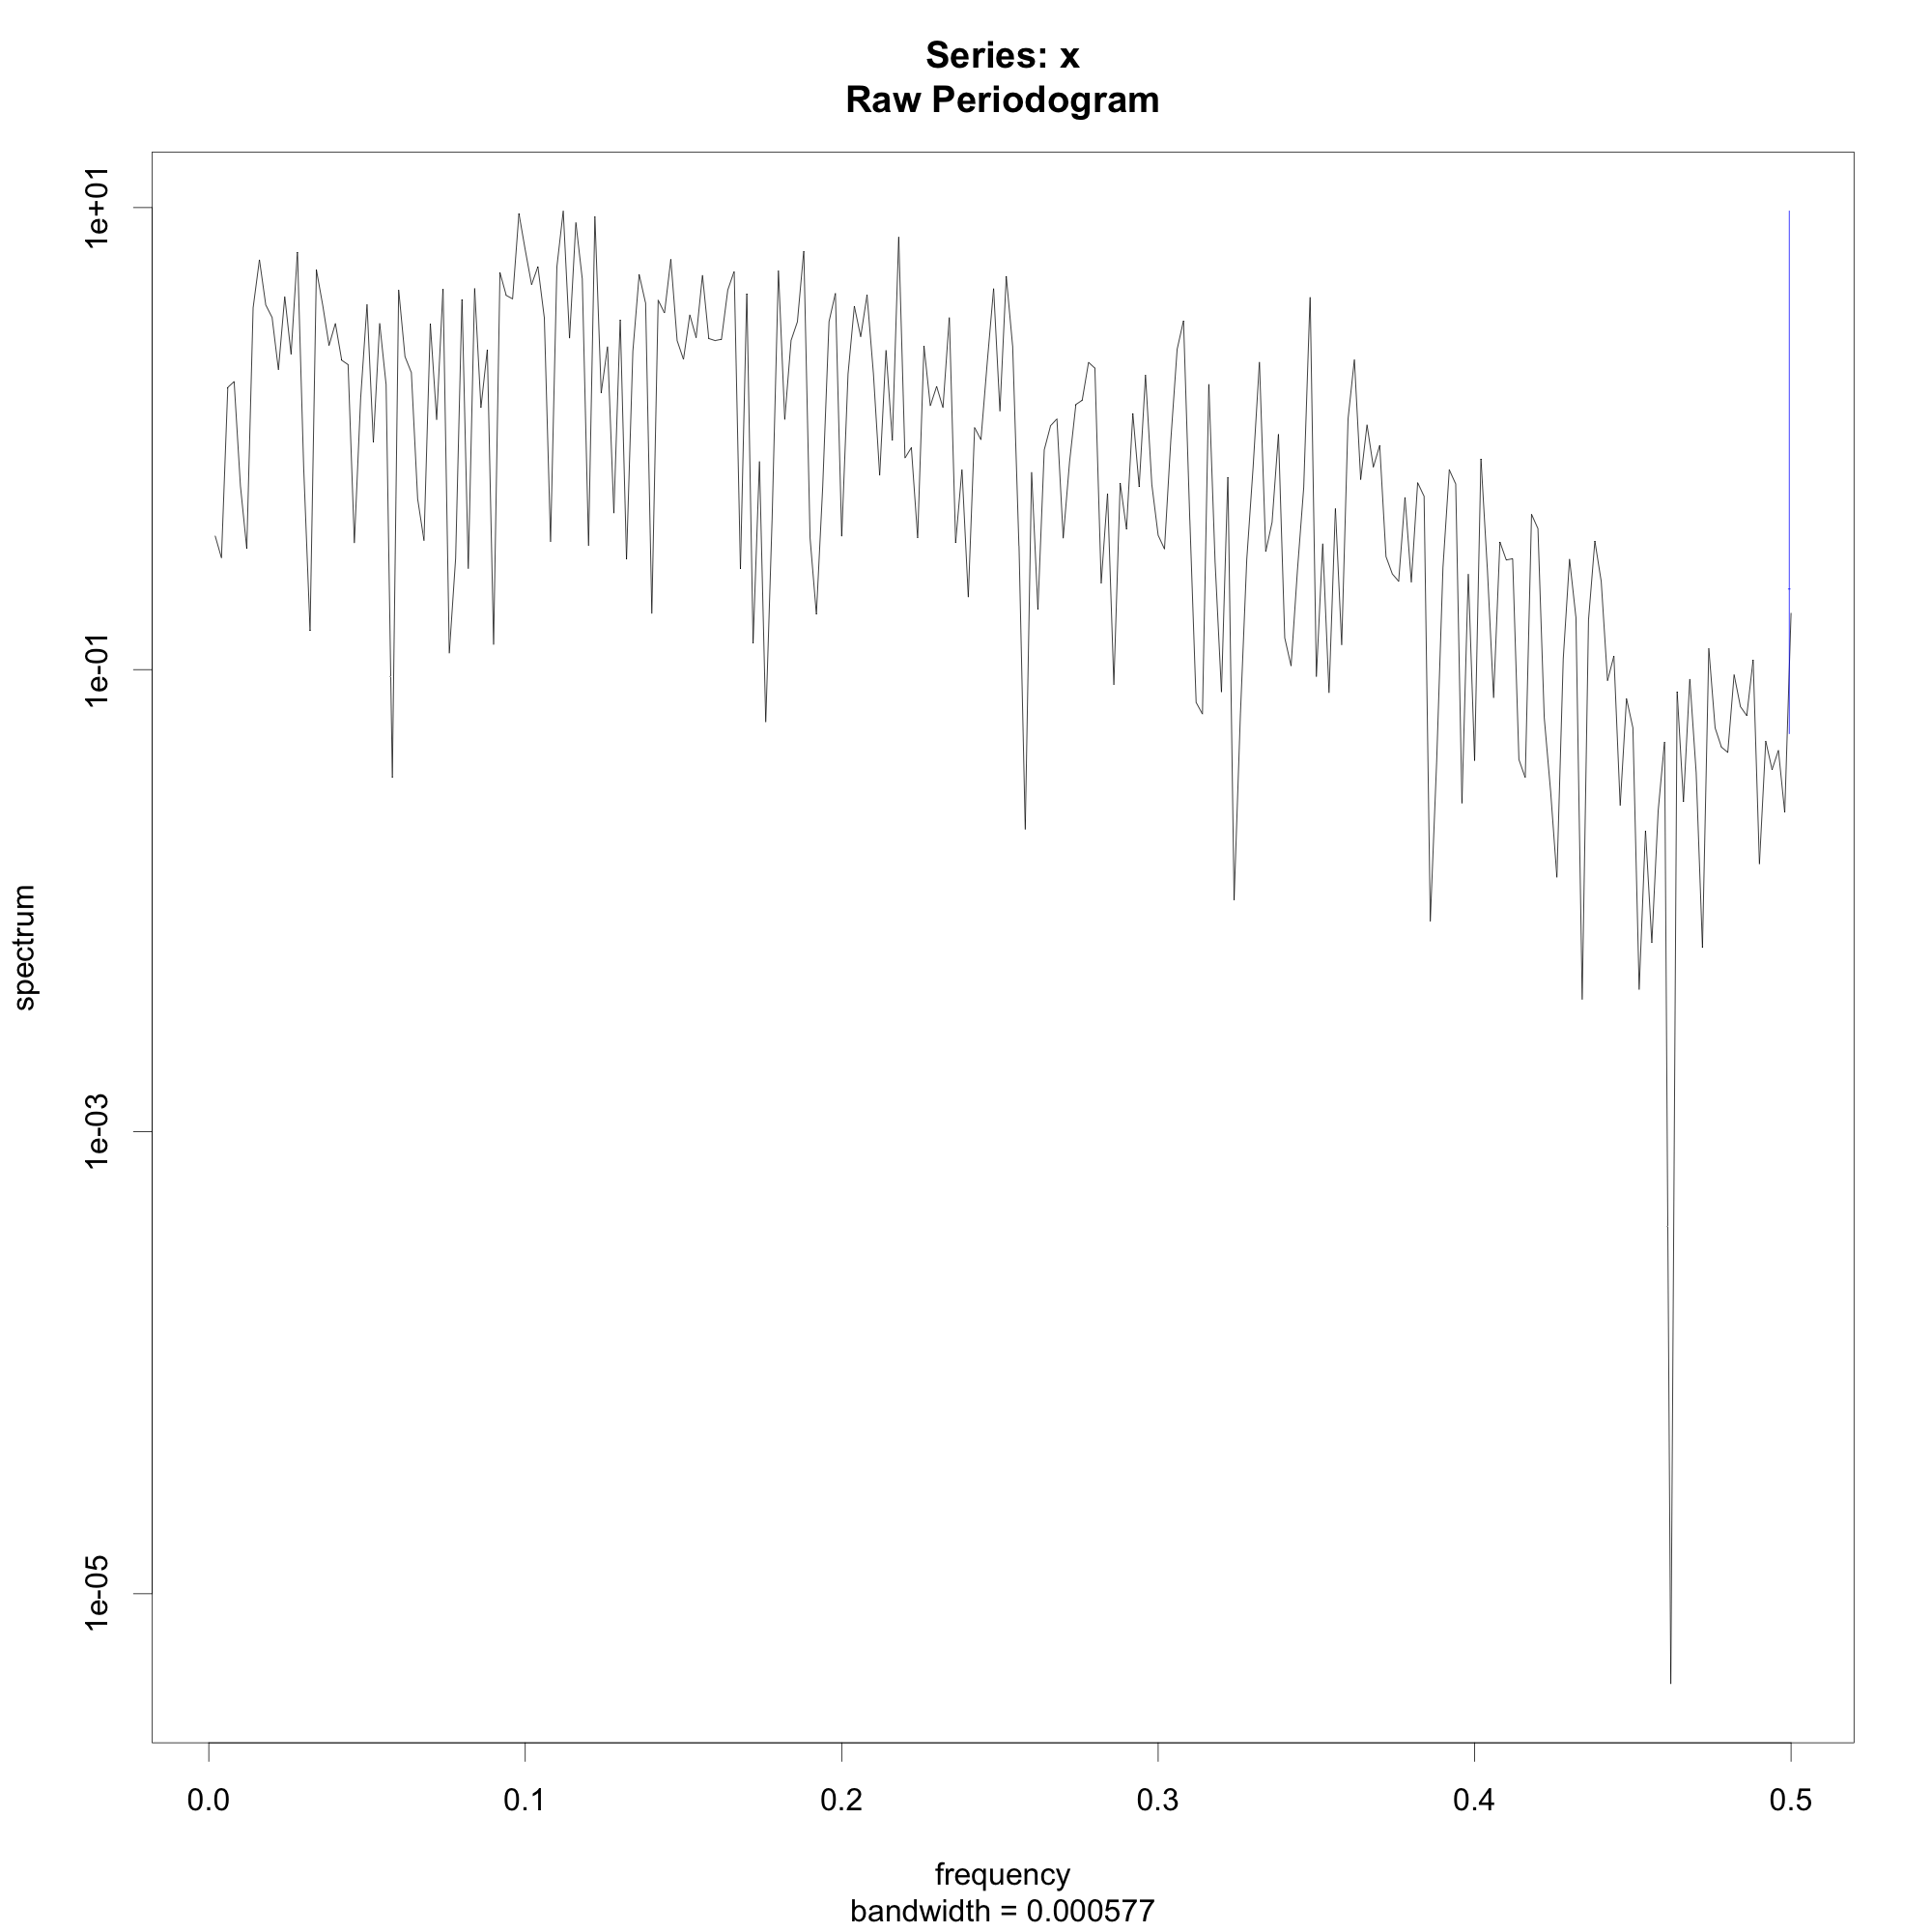 Series: x
Raw Periodogram
spectrum
1e+01
1e-01
1e-03
1e-05
0.0 0.1 0.2 0.3 0.4 0.5
frequency
bandwidth = 0.000577